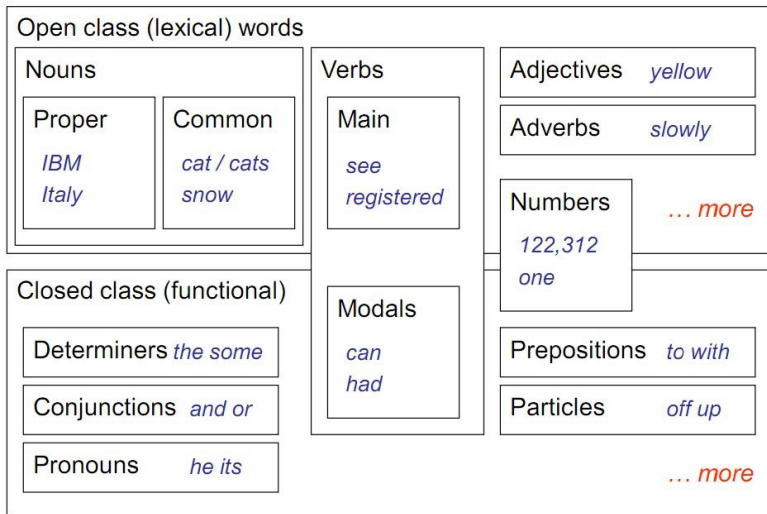 Open class (lexical) words
Nouns
Proper
IBM
Italy
Common
cat / cats
snow
Verbs
Main
see
registered
Adjectives yellow
Adverbs slowly
Numbers
122,312
one
… more
Closed class (functional)
Determiners the some
Conjunctions and or
Pronouns he its
Modals
can
had
Prepositions to with
Particles off up
… more